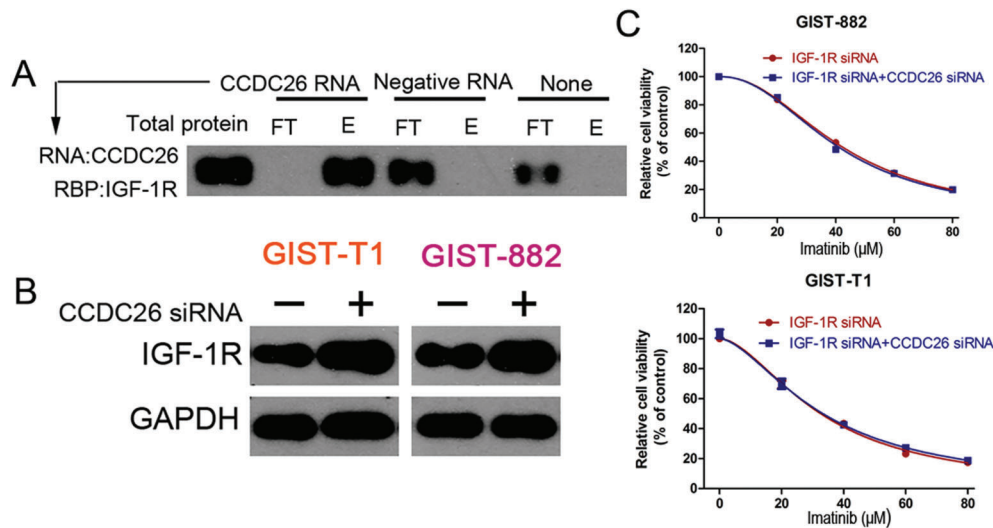 A
CCDC26 RNA Negative RNA None
Total protein FT E FT E FT E
RNA:CCDC26
RBP:IGF-1R
B
GIST-T1 GIST-882
CCDC26 siRNA − + − +
IGF-1R
GAPDH
C
GIST-882
IGF-1R siRNA
IGF-1R siRNA+CCDC26 siRNA
Relative cell viability
(% of control)
120
100
80
60
40
20
0
0 20 40 60 80
Imatinib (µM)
GIST-T1
IGF-1R siRNA
IGF-1R siRNA+CCDC26 siRNA
Relative cell viability
(% of control)
120
100
80
60
40
20
0
0 20 40 60 80
Imatinib (µM)